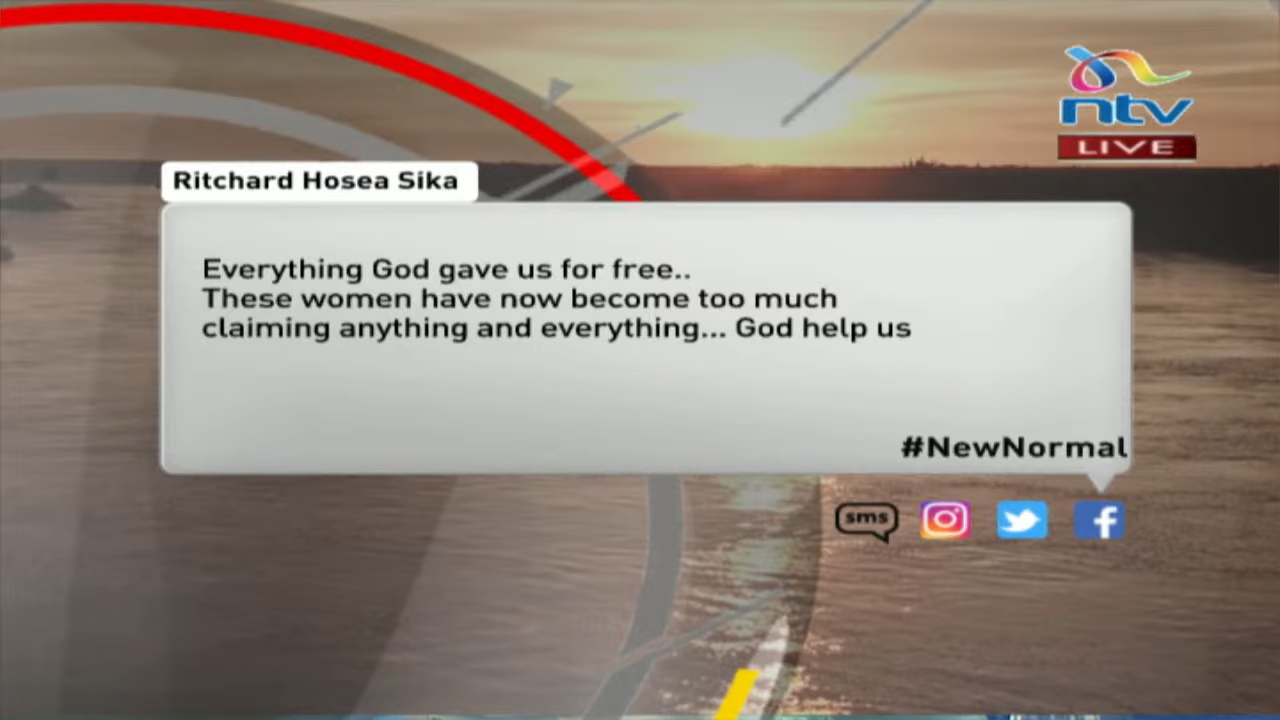 ntv
LIVE
Ritchard Hosea Sika
Everything God gave us for free..
These women have now become too much
claiming anything and everything... God help us
#NewNormal
sms